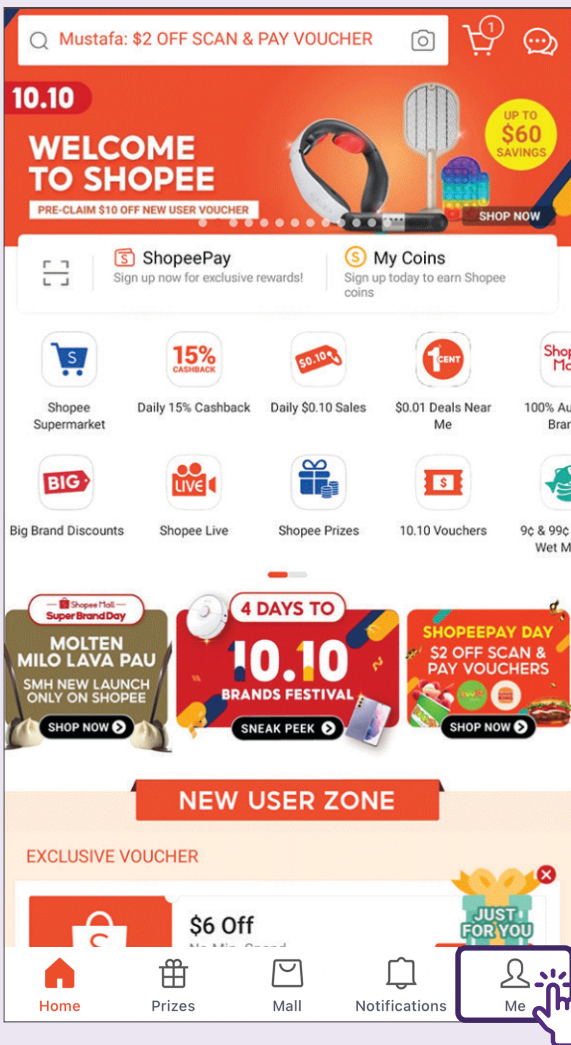 Mustafa: $2 OFF SCAN & PAY VOUCHER
1
10.10
WELCOME
TO SHOPEE
PRE-CLAIM $10 OFF NEW USER VOUCHER
UP TO
$60
SAVINGS
SHOP NOW
ShopeePay
Sign up now for exclusive rewards!
My Coins
Sign up today to earn Shopee
coins
15%
CASHBACK
$0.10
1 CENT
Shopee
Supermarket
Daily 15% Cashback
Daily $0.10 Sales
$0.01 Deals Near
Me
100% Au
Bran
BIG
LIVE
$
Big Brand Discounts
Shopee Live
Shopee Prizes
10.10 Vouchers
9¢ & 99¢
Wet M
Shopee Mall
Super Brand Day
MOLTEN
MILO LAVA PAU
SMH NEW LAUNCH
ONLY ON SHOPEE
SHOP NOW
4 DAYS TO
10.10
BRANDS FESTIVAL
SNEAK PEEK
SHOPEEPAY DAY
$2 OFF SCAN &
PAY VOUCHERS
SHOP NOW
NEW USER ZONE
EXCLUSIVE VOUCHER
$6 Off
No Min. Spend
JUST
FOR YOU
Home
Prizes
Mall
Notifications
Me